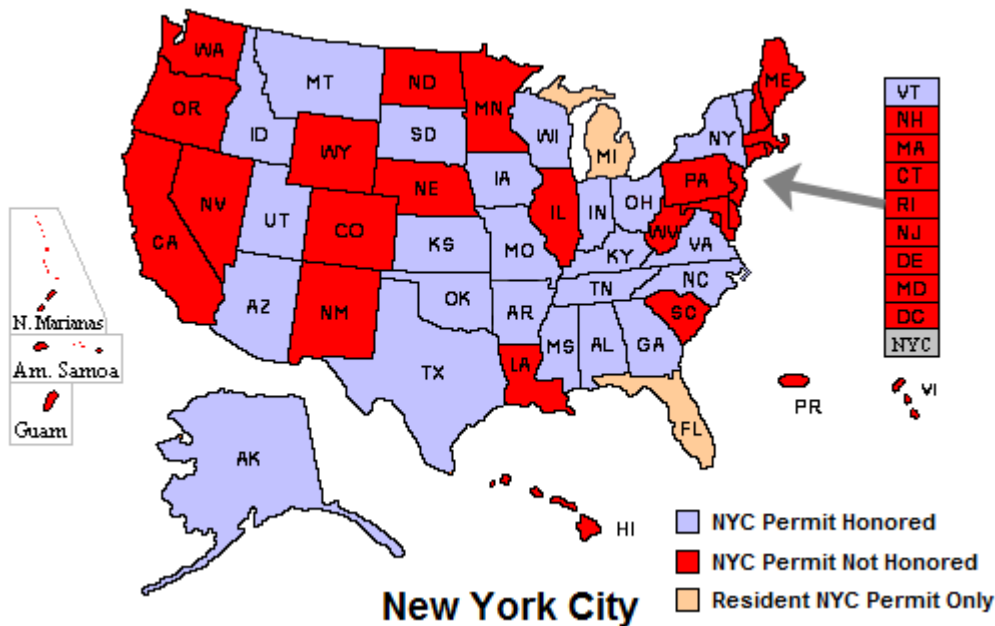 WA
MT
ND
MN
ME
OR
ID
SD
WI
NY
WY
MI
IA
PA
NE
NV
UT
IL
IN
OH
CO
WV
CA
KS
MO
KY
VA
NC
TN
AZ
OK
NM
AR
SC
MS
AL
GA
LA
TX
FL
AK
HI
PR
VI
VT
NH
MA
CT
RI
NJ
DE
MD
DC
NYC
N. Marianas
Am. Samoa
Guam
NYC Permit Honored
NYC Permit Not Honored
Resident NYC Permit Only
New York City